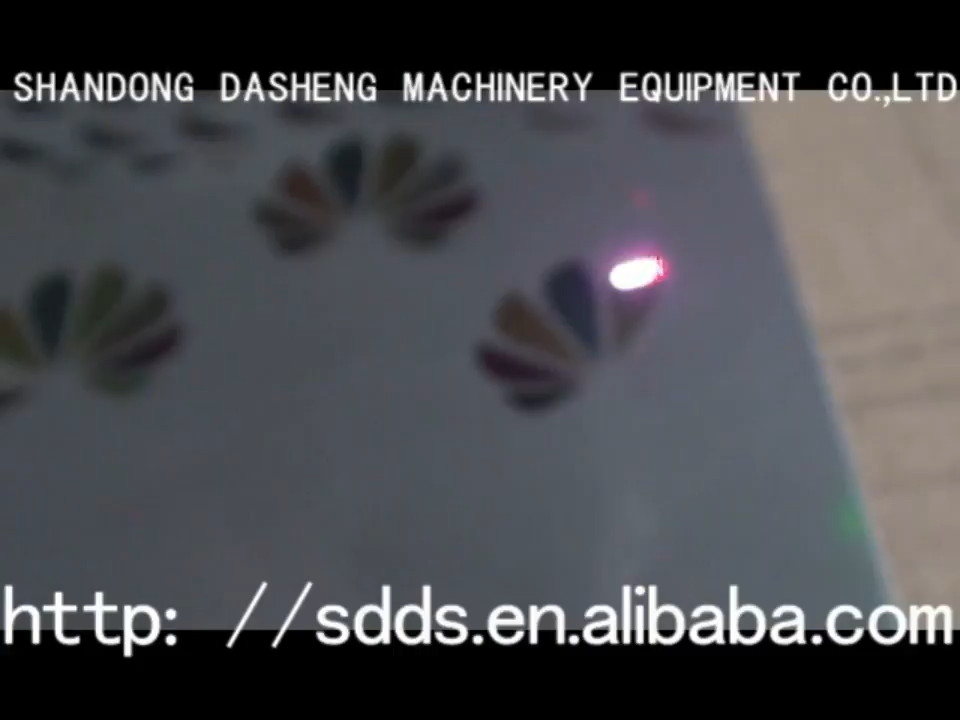 SHANDONG DASHENG MACHINERY EQUIPMENT CO.,LTD
http: //sdds.en.alibaba.com